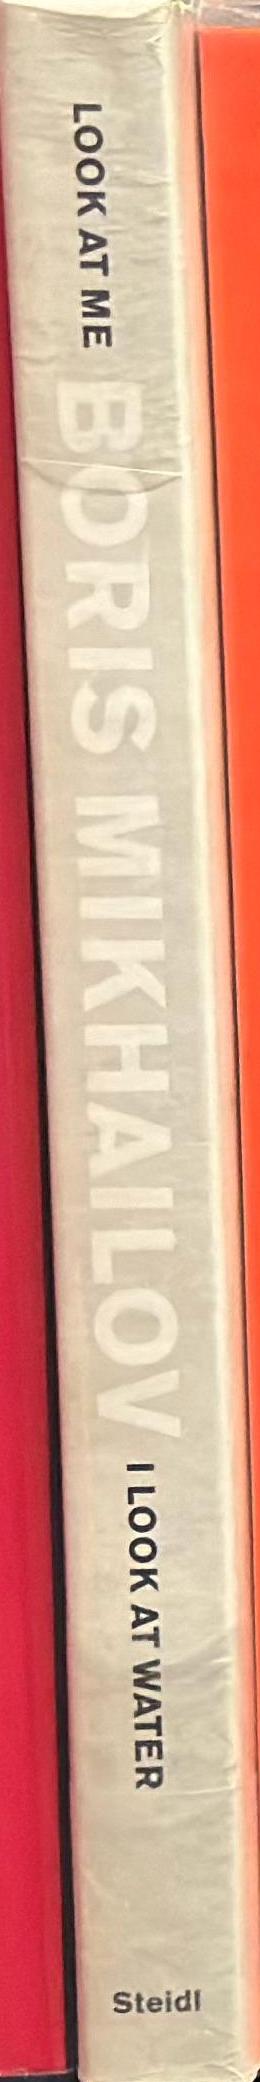 LOOK AT ME
BORIS MIKHAILOV
I LOOK AT WATER
Steidl